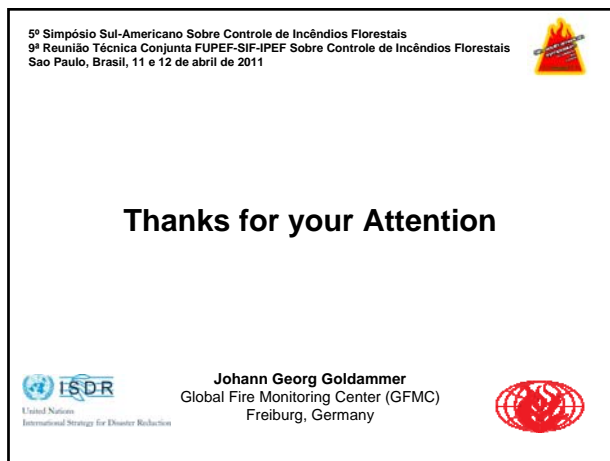 5º Simpósio Sul-Americano Sobre Controle de Incêndios Florestais
9ª Reunião Técnica Conjunta FUPEF-SIF-IPEF Sobre Controle de Incêndios Florestais
Sao Paulo, Brasil, 11 e 12 de abril de 2011
Thanks for your Attention
ISDR
United Nations
International Strategy for Disaster Reduction
Johann Georg Goldammer
Global Fire Monitoring Center (GFMC)
Freiburg, Germany